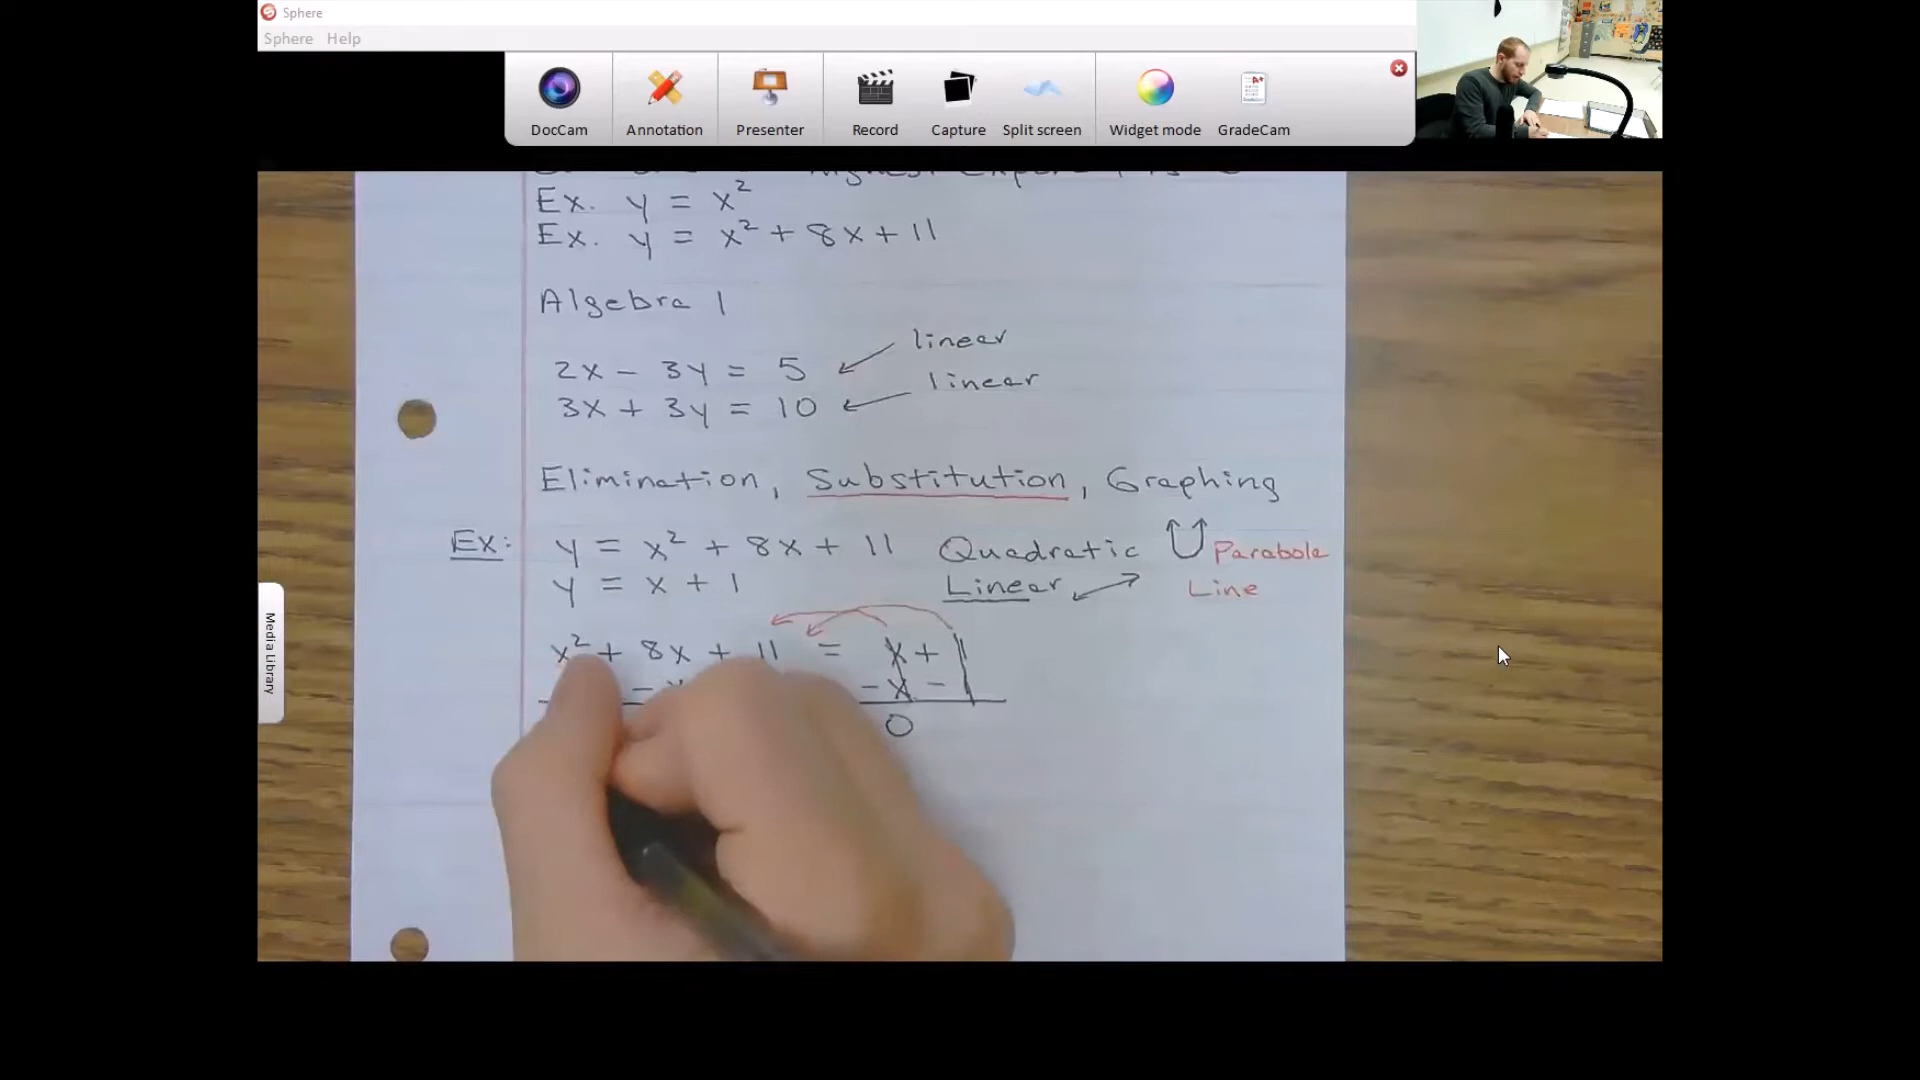 Sphere
Sphere Help
DocCam Annotation Presenter Record Capture Split screen Widget mode GradeCam
Ex. y = x²
Ex. y = x² + 8x + 11
Algebra 1
linear
2x - 3y = 5
linear
3x + 3y = 10
Elimination, Substitution, Graphing
Ex: y = x² + 8x + 11 Quadratic Parabola
y = x + 1 Linear Line
x² + 8x + 11 = x + 1
- x - x - 1
0
Media Library